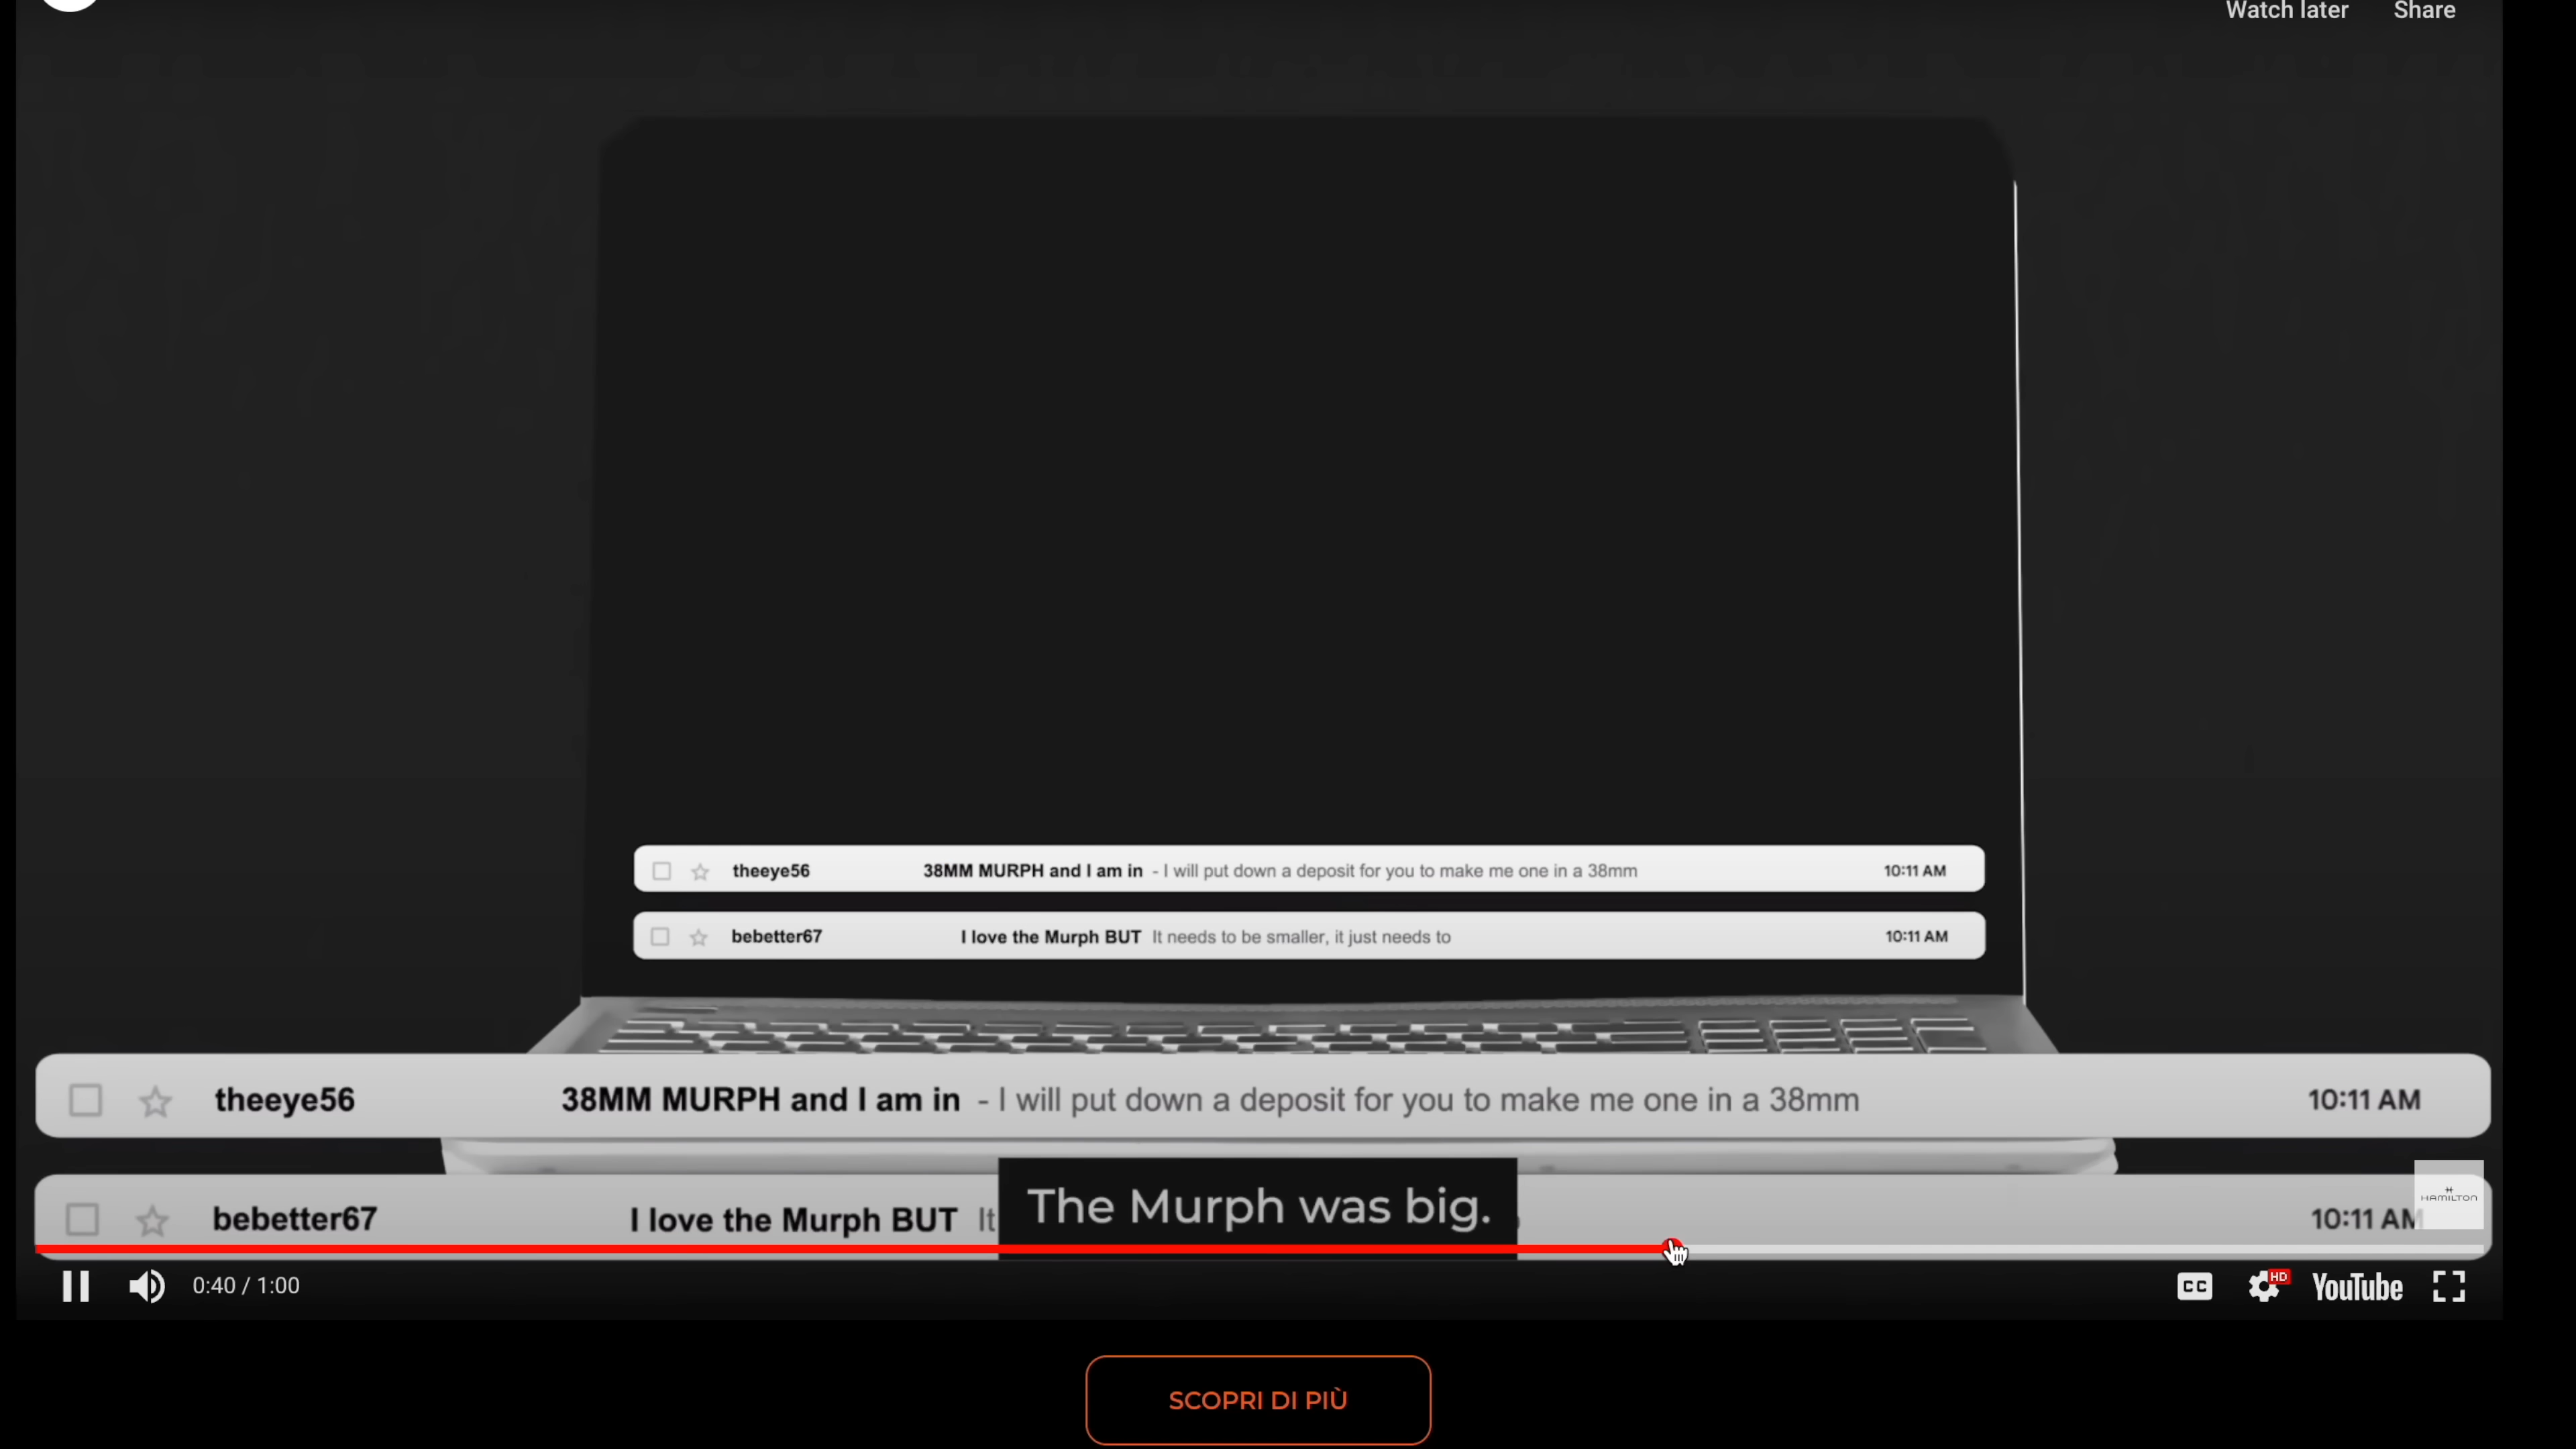 Watch later Share
theeye56 38MM MURPH and I am in - I will put down a deposit for you to make me one in a 38mm 10:11 AM
bebetter67 I love the Murph BUT It needs to be smaller, it just needs to 10:11 AM
theeye56 38MM MURPH and I am in - I will put down a deposit for you to make me one in a 38mm 10:11 AM
bebetter67 I love the Murph BUT It 10:11 AM
The Murph was big.
HAMILTON
0:40 / 1:00 CC HD YouTube
SCOPRI DI PIÙ